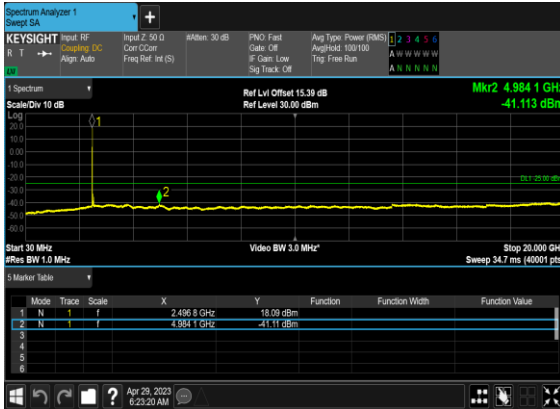 Spectrum Analyzer 1
Swept SA
+
KEYSIGHT
R T
LV
Input: RF
Coupling: DC
Align: Auto
Input Z: 50 Ω
Corr CCorr
Freq Ref: Int (S)
#Atten: 30 dB
PNO: Fast
Gate: Off
IF Gain: Low
Sig Track: Off
Avg Type: Power (RMS)
Avg|Hold: 100/100
Trig: Free Run
1 2 3 4 5 6
A W W W W W
A N N N N N
1 Spectrum
Scale/Div 10 dB
Ref Lvl Offset 15.39 dB
Ref Level 30.00 dBm
Mkr2 4.984 1 GHz
-41.113 dBm
Log
20.0
10.0
0.00
-10.0
-20.0
-30.0
-40.0
-50.0
-60.0
1
2
DL1 -25.00 dBm
Start 30 MHz
#Res BW 1.0 MHz
Video BW 3.0 MHz*
Stop 20.000 GH
Sweep 34.7 ms (40001 pts
5 Marker Table
Mode Trace Scale X Y Function Function Width Function Value
1 N 1 f 2.496 8 GHz 18.09 dBm
2 N 1 f 4.984 1 GHz -41.11 dBm
3
4
5
6
?
Apr 29, 2023
6:23:20 AM